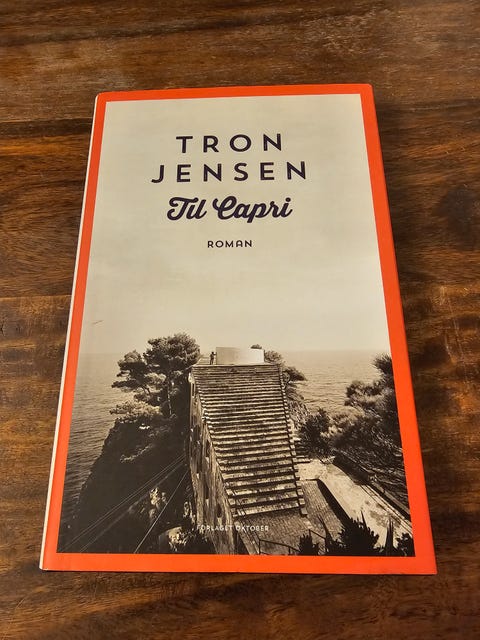 TRON
JENSEN
Til Capri
ROMAN
FORLAGET OKTOBER